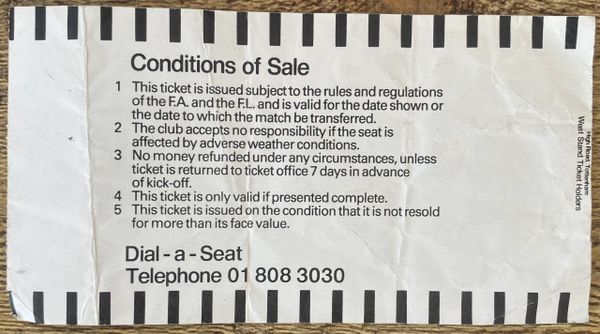 Conditions of Sale
1 This ticket is issued subject to the rules and regulations
of the F.A. and the F.L. and is valid for the date shown or
the date to which the match be transferred.
2 The club accepts no responsibility if the seat is
affected by adverse weather conditions.
3 No money refunded under any circumstances, unless
ticket is returned to ticket office 7 days in advance
of kick-off.
4 This ticket is only valid if presented complete.
5 This ticket is issued on the condition that it is not resold
for more than its face value.
Dial-a-Seat
Telephone 01 808 3030
High Road, Tottenham
West Stand Ticket Holders